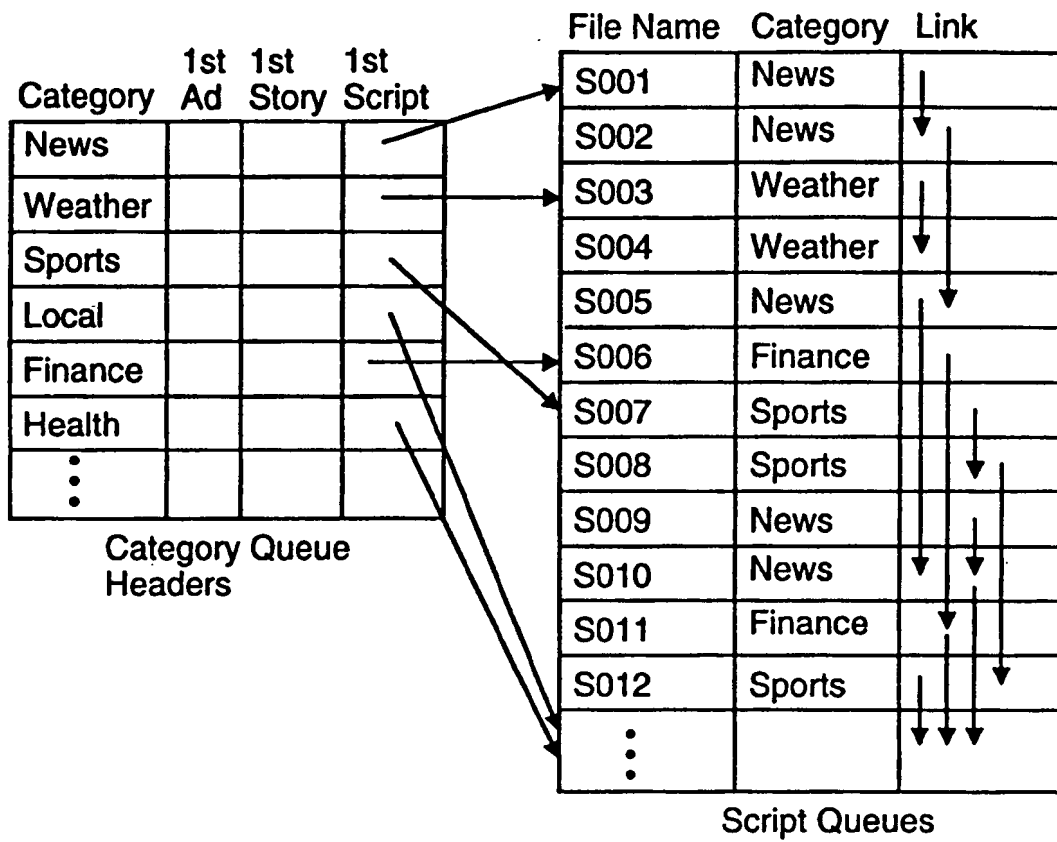 1st 1st 1st
Category Ad Story Script
News
Weather
Sports
Local
Finance
Health
Category Queue
Headers
File Name Category Link
S001 News
S002 News
S003 Weather
S004 Weather
S005 News
S006 Finance
S007 Sports
S008 Sports
S009 News
S010 News
S011 Finance
S012 Sports
Script Queues